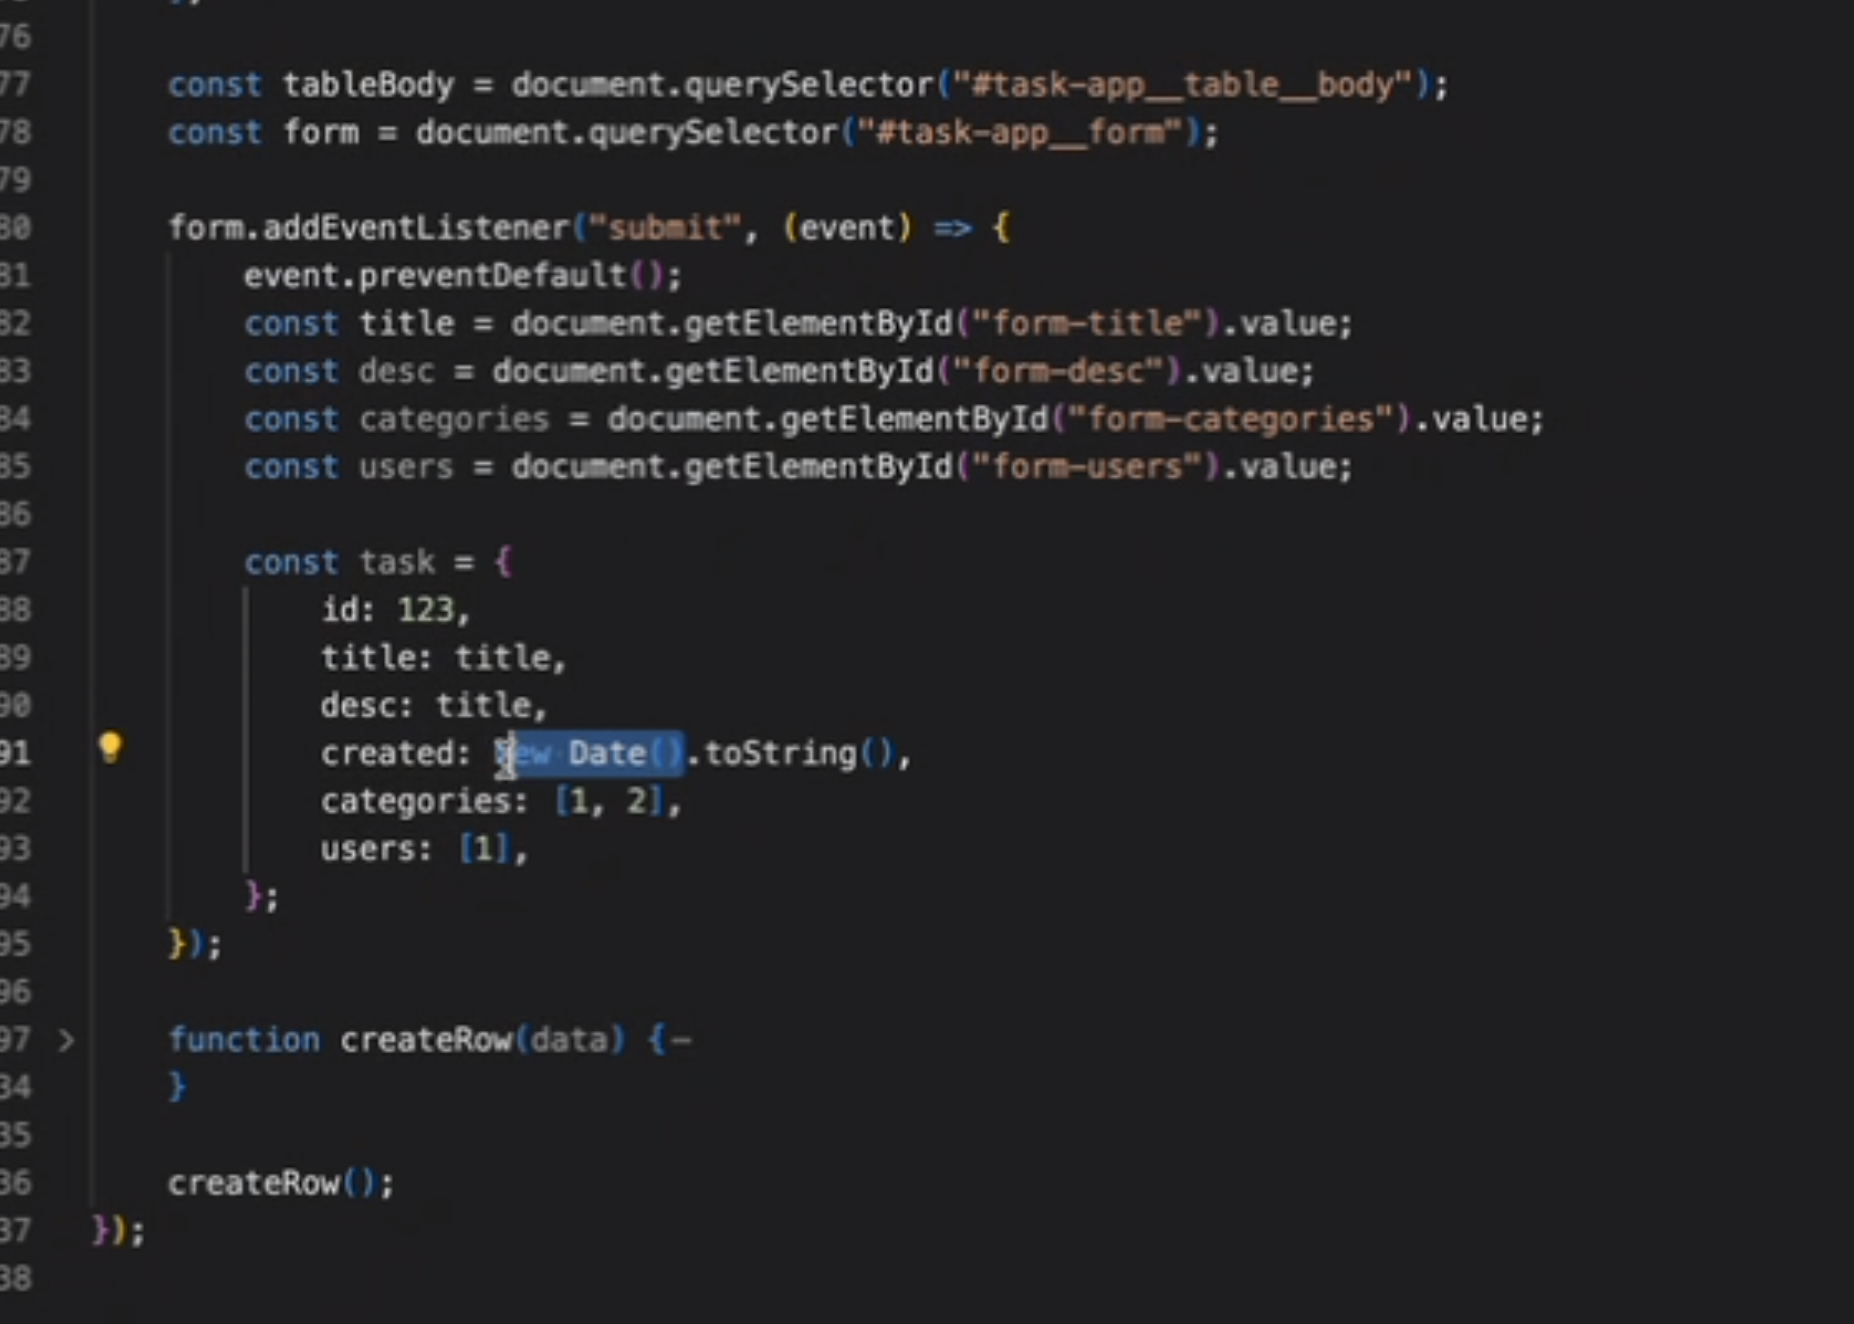 76
77 const tableBody = document.querySelector("#task-app__table__body");
78 const form = document.querySelector("#task-app__form");
79
80 form.addEventListener("submit", (event) => {
81 event.preventDefault();
82 const title = document.getElementById("form-title").value;
83 const desc = document.getElementById("form-desc").value;
84 const categories = document.getElementById("form-categories").value;
85 const users = document.getElementById("form-users").value;
86
87 const task = {
88 id: 123,
89 title: title,
90 desc: title,
91 created: new Date().toString(),
92 categories: [1, 2],
93 users: [1],
94 };
95 });
96
97 function createRow(data) {
34 }
35
36 createRow();
37 });
38